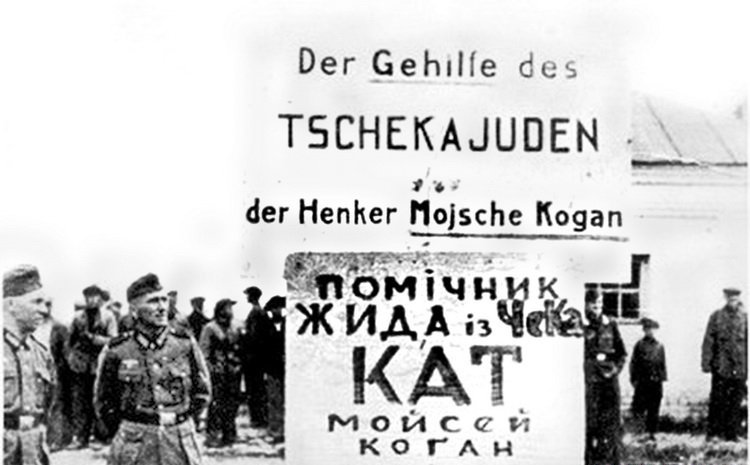 Der Gehilfe des
TSCHEKAJUDEN
der Henker Mojsche Kogan
ПОМІЧНИК
ЖИДА із ЧеКа
КАТ
МОЙСЕЙ
КОГАН